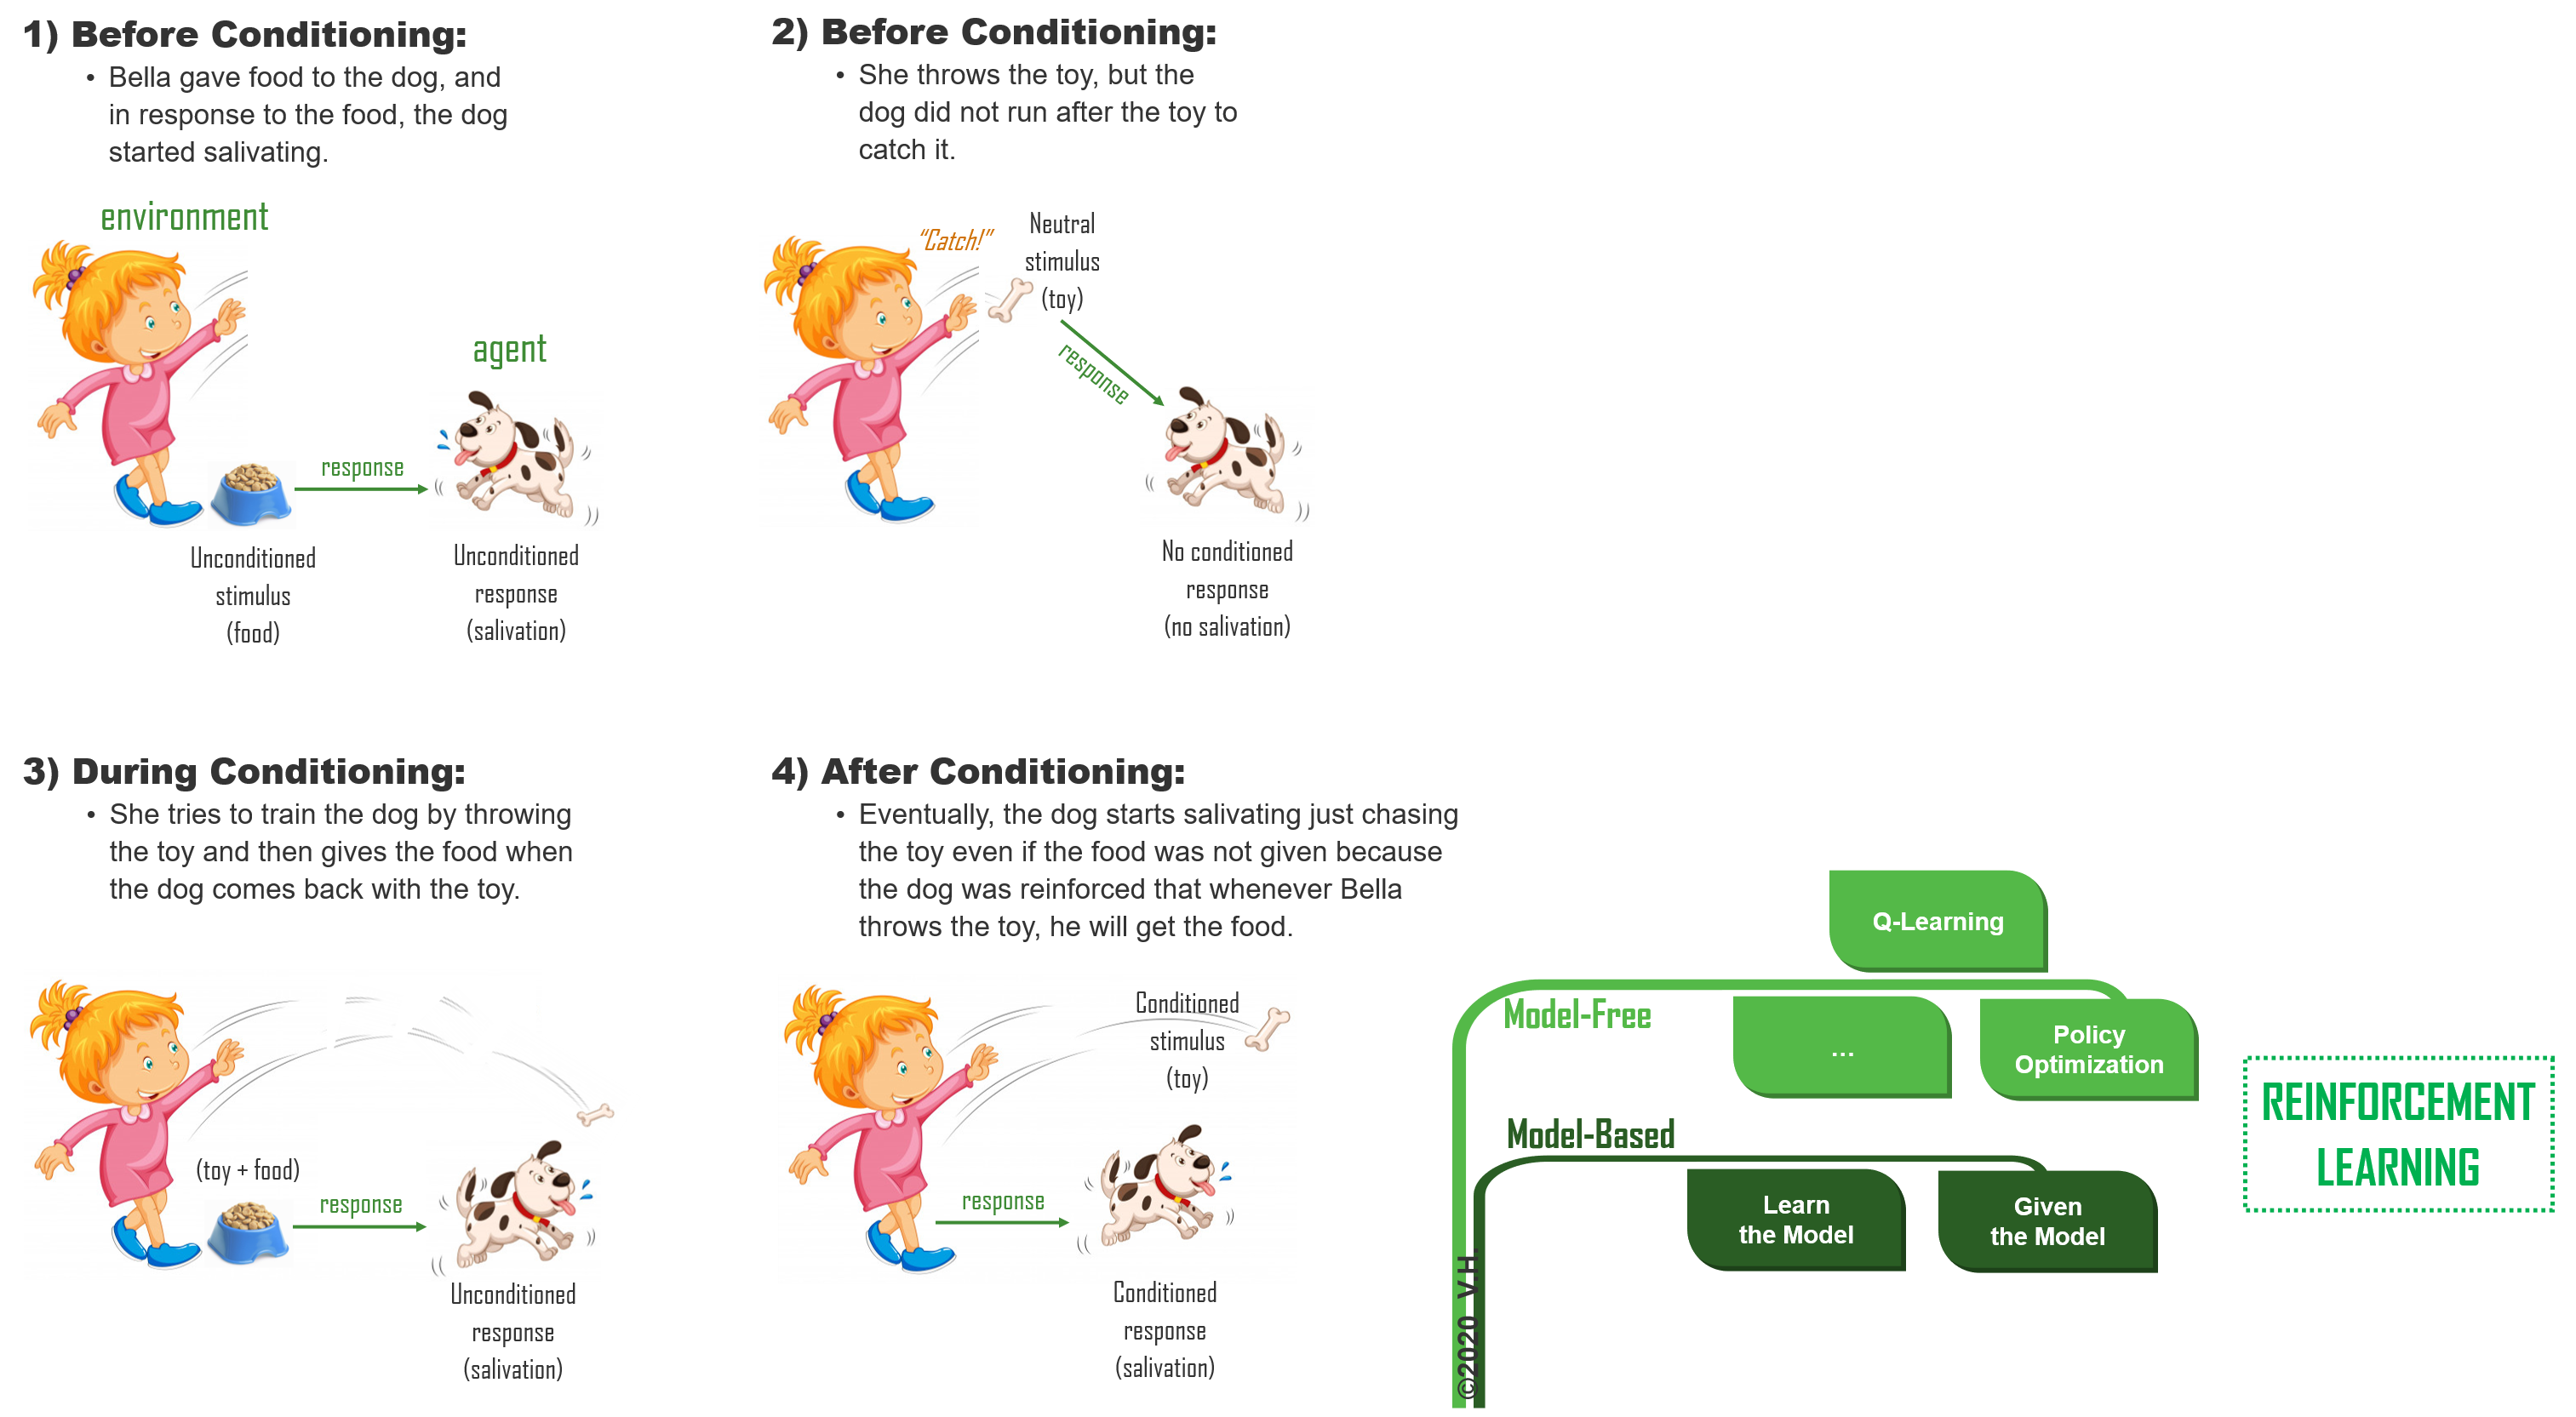 1) Before Conditioning:
• Bella gave food to the dog, and
in response to the food, the dog
started salivating.
environment
agent
response
Unconditioned
stimulus
(food)
Unconditioned
response
(salivation)
2) Before Conditioning:
• She throws the toy, but the
dog did not run after the toy to
catch it.
“Catch!”
Neutral
stimulus
(toy)
response
No conditioned
response
(no salivation)
3) During Conditioning:
• She tries to train the dog by throwing
the toy and then gives the food when
the dog comes back with the toy.
(toy + food)
response
Unconditioned
response
(salivation)
4) After Conditioning:
• Eventually, the dog starts salivating just chasing
the toy even if the food was not given because
the dog was reinforced that whenever Bella
throws the toy, he will get the food.
Conditioned
stimulus
(toy)
response
Conditioned
response
(salivation)
Q-Learning
Model-Free
...
Policy
Optimization
Model-Based
Learn
the Model
Given
the Model
REINFORCEMENT
LEARNING
©2020 V.H.